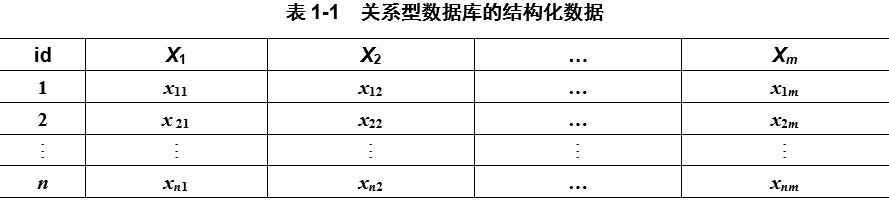 表 1-1 关系型数据库的结构化数据
id X1 X2 … Xm
1 x11 x12 … x1m
2 x 21 x22 … x2m
⋮ ⋮ ⋮ ⋮ ⋮
n xn1 xn2 … xnm